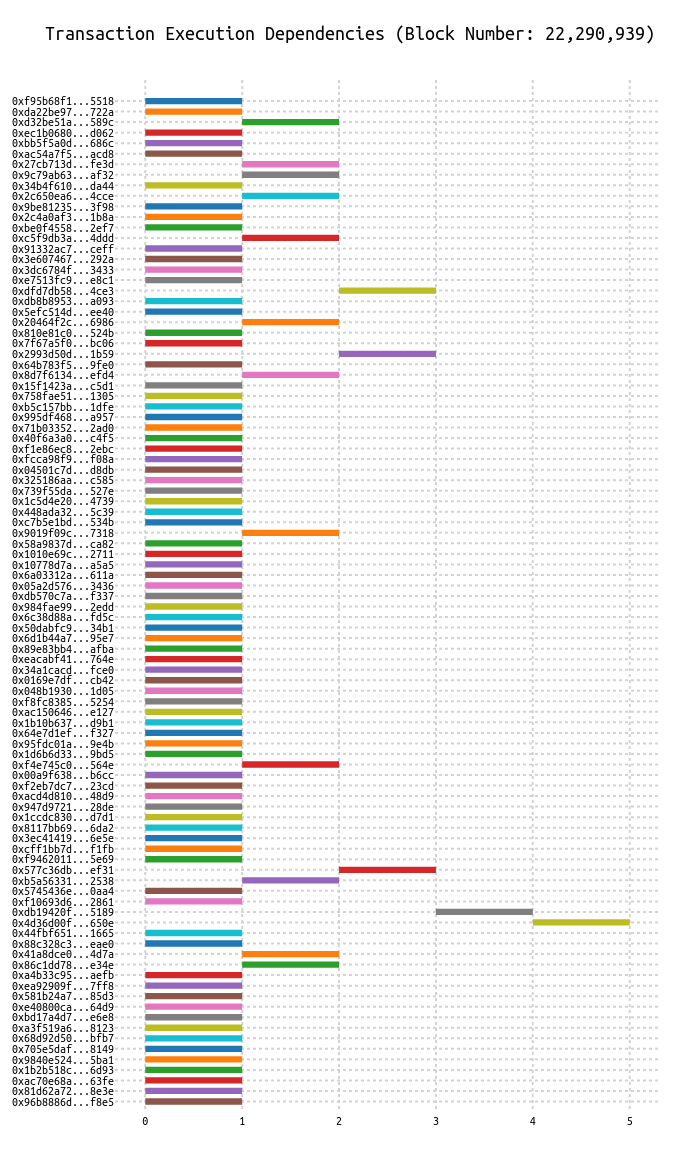 Transaction Execution Dependencies (Block Number: 22,290,939)
0xf95b68f1...5518
0xda22be97...722a
0xd32be51a...589c
0xec1b0680...d062
0xbb5f5a0d...686c
0xac54a7f5...acd8
0x27cb713d...fe3d
0x9c79ab63...af32
0x34b4f610...da44
0x2c650ea6...4cce
0x9be81235...3f98
0x2c4a0af3...1b8a
0xbe0f4558...2ef7
0xc5f9db3a...4ddd
0x91332ac7...ceff
0x3e607467...292a
0x3dc6784f...3433
0xe7513fc9...e8c1
0xdfd7db58...4ce3
0xdb8b8953...a093
0x5efc514d...ee40
0x20464f2c...6986
0x810e81c0...524b
0x7f67a5f0...bc06
0x2993d50d...1b59
0x64b783f5...9fe0
0x8d7f6134...efd4
0x15f1423a...c5d1
0x758fae51...1305
0xb5c157bb...1dfe
0x995df468...a957
0x71b03352...2ad0
0x40f6a3a0...c4f5
0xf1e86ec8...2ebc
0xfcca98f9...f08a
0x04501c7d...d8db
0x325186aa...c585
0x739f55da...527e
0x1c5d4e20...4739
0x448ada32...5c39
0xc7b5e1bd...534b
0x9019f09c...7318
0x58a9837d...ca82
0x1010e69c...2711
0x10778d7a...a5a5
0x6a03312a...611a
0x05a2d576...3436
0xdb570c7a...f337
0x984fae99...2edd
0x6c38d88a...fd5c
0x50dabfc9...34b1
0x6d1b44a7...95e7
0x89e83bb4...afba
0xeacabf41...764e
0x34a1cacd...fce0
0x0169e7df...cb42
0x048b1930...1d05
0xf8fc8385...5254
0xac150646...e127
0x1b10b637...d9b1
0x64e7d1ef...f327
0x95fdc01a...9e4b
0x1d6b6d33...9bd5
0xf4e745c0...564e
0x00a9f638...b6cc
0xf2eb7dc7...23cd
0xacd4d810...48d9
0x947d9721...28de
0x1ccdc830...d7d1
0x8117bb69...6da2
0x3ec41419...6e5e
0xcff1bb7d...f1fb
0xf9462011...5e69
0x577c36db...ef31
0xb5a56331...2538
0x5745436e...0aa4
0xf10693d6...2861
0xdb19420f...5189
0x4d36d00f...650e
0x44fbf651...1665
0x88c328c3...eae0
0x41a8dce0...4d7a
0x86c1dd78...e34e
0xa4b33c95...aefb
0xea92909f...7ff8
0x581b24a7...85d3
0xe40800ca...64d9
0xbd17a4d7...e6e8
0xa3f519a6...8123
0x68d92d50...bfb7
0x705e5daf...8149
0x9840e524...5ba1
0x1b2b518c...6d93
0xac70e68a...63fe
0x81d62a72...8e3e
0x96b8886d...f8e5
0 1 2 3 4 5